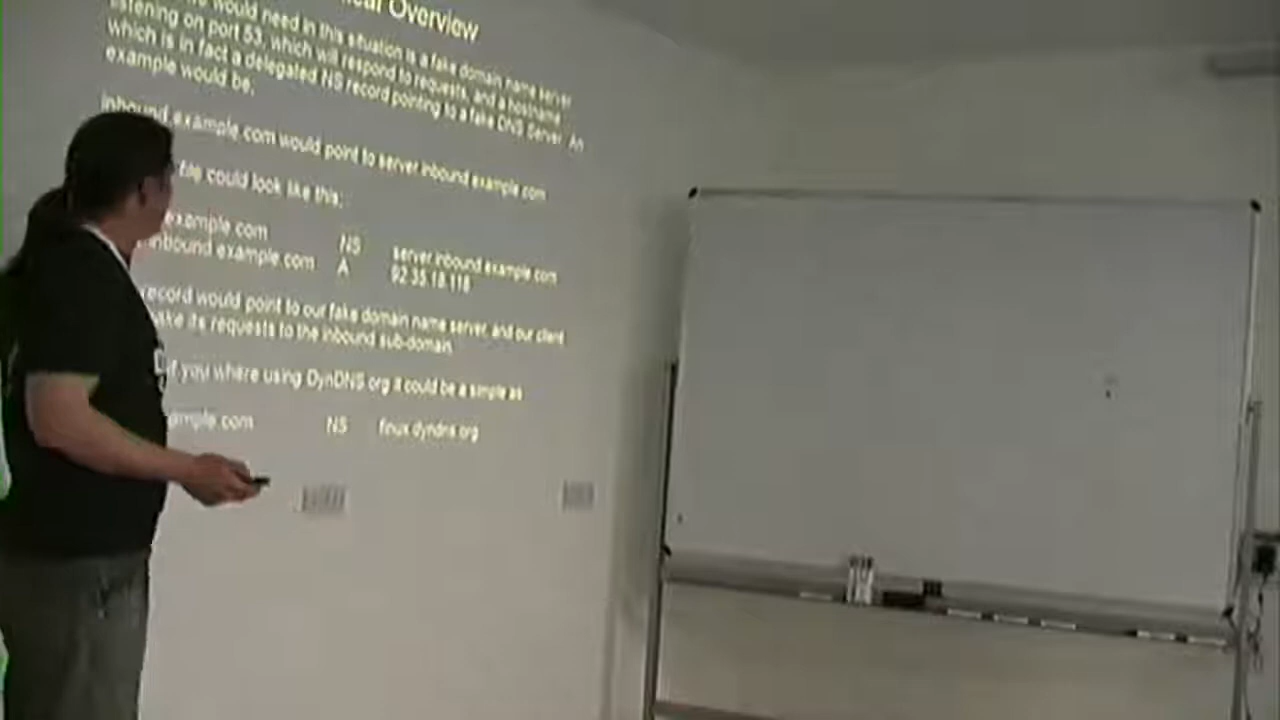 Overview
would need in this situation is a fake domain name server
listening on port 53, which will respond to requests, and a hostname
which is in fact a delegated NS record pointing to a fake DNS Server. An
example would be,
inbound.example.com would point to server.inbound.example.com
file could look like this;
example.com NS server.inbound.example.com
inbound.example.com A 92.35.18.118
record would point to our fake domain name server, and our client
make its requests to the inbound sub-domain.
if you where using DynDNS.org it could be a simple as
NS finux.dyndns.org